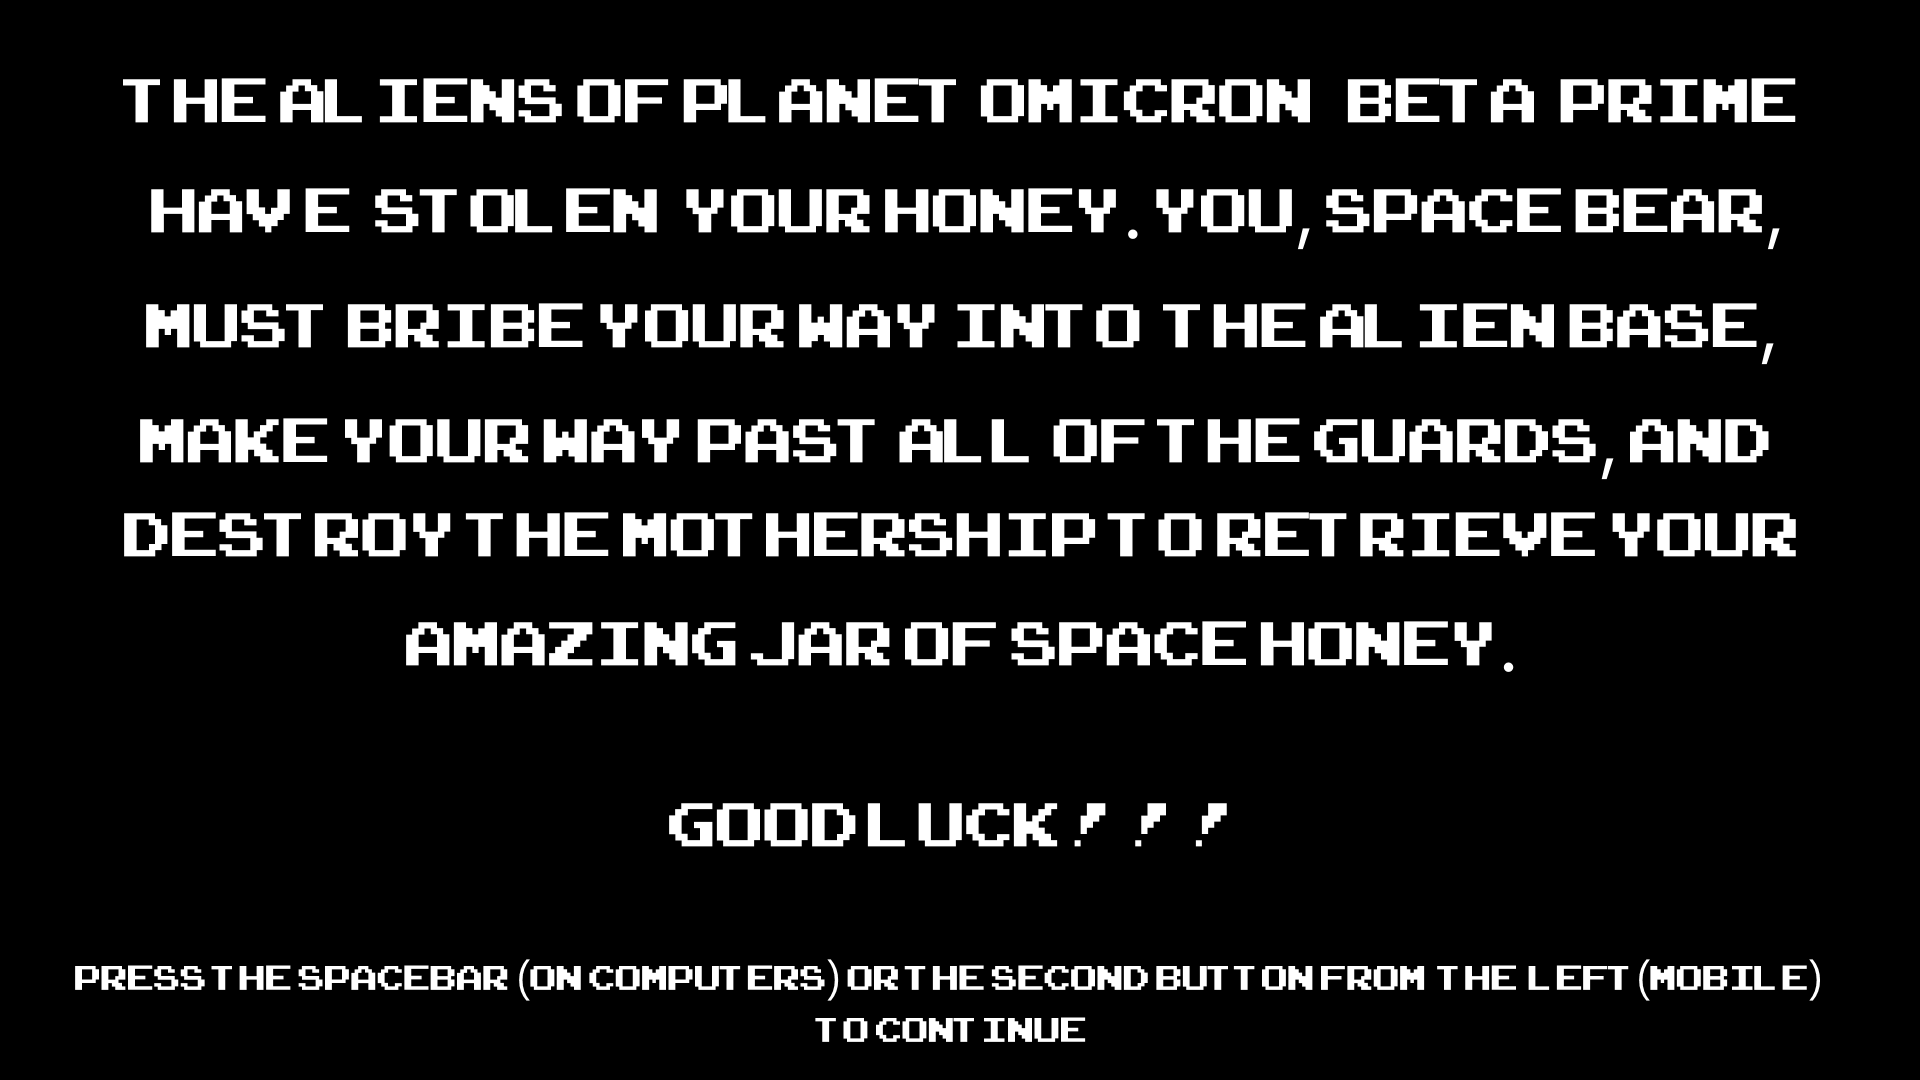 THE ALIENS OF PLANET OMICRON BETA PRIME
HAVE STOLEN YOUR HONEY. YOU, SPACE BEAR,
MUST BRIBE YOUR WAY INTO THE ALIEN BASE,
MAKE YOUR WAY PAST ALL OF THE GUARDS, AND
DESTROY THE MOTHERSHIP TO RETRIEVE YOUR
AMAZING JAR OF SPACE HONEY.
GOOD LUCK!!!
PRESS THE SPACEBAR (ON COMPUTERS) OR THE SECOND BUTTON FROM THE LEFT (MOBILE)
TO CONTINUE